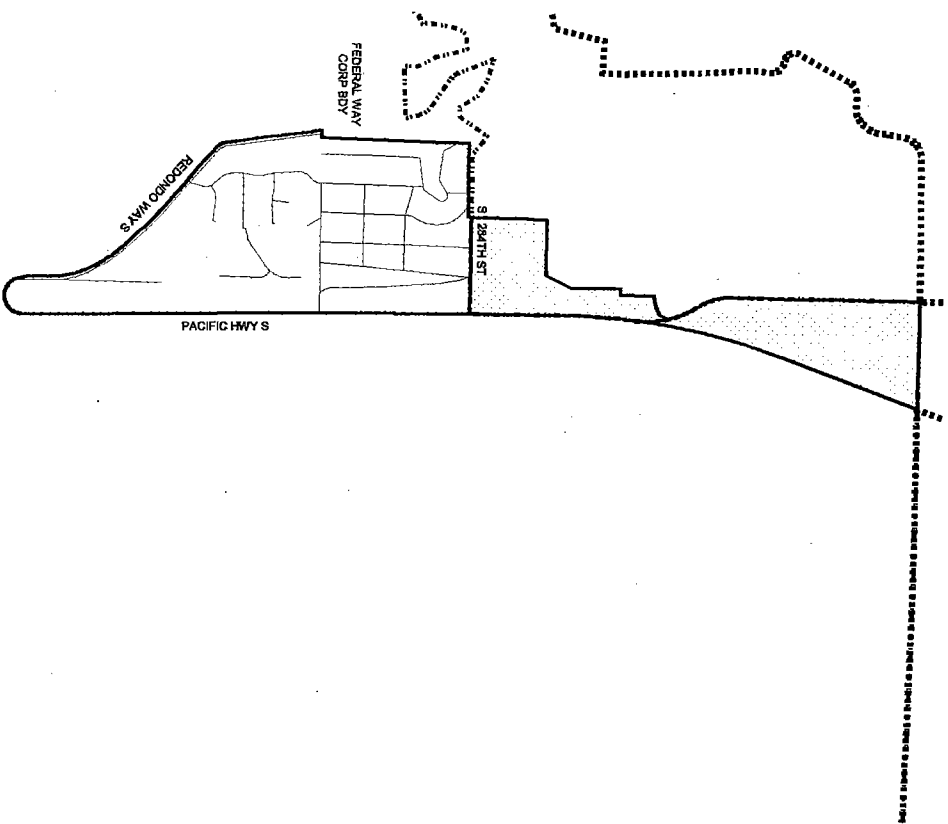 FEDERAL WAY
CORP BDY
REDONDO WAY S
S 284TH ST
PACIFIC HWY S